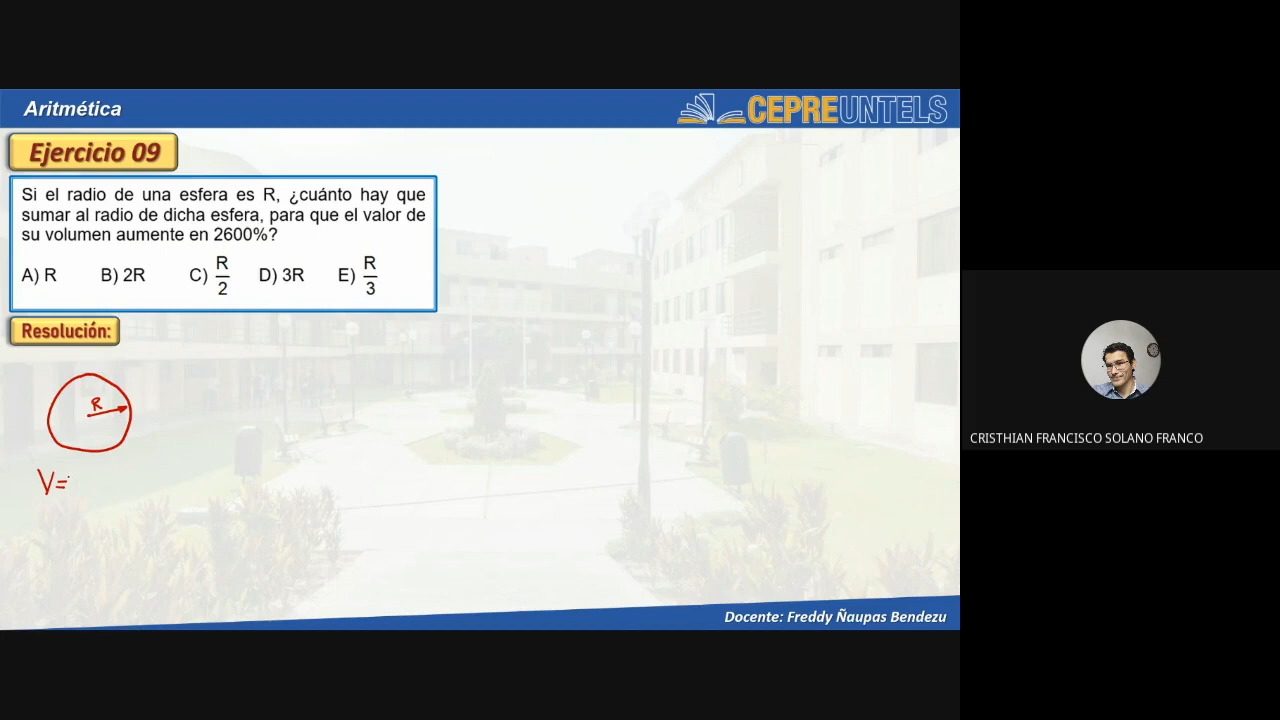 Aritmética
CEPREUNTELS
Ejercicio 09
Si el radio de una esfera es R, ¿cuánto hay que
sumar al radio de dicha esfera, para que el valor de
su volumen aumente en 2600%?
A) R B) 2R C) R/2 D) 3R E) R/3
Resolución:
R
V=
CRISTHIAN FRANCISCO SOLANO FRANCO
Docente: Freddy Ñaupas Bendezu